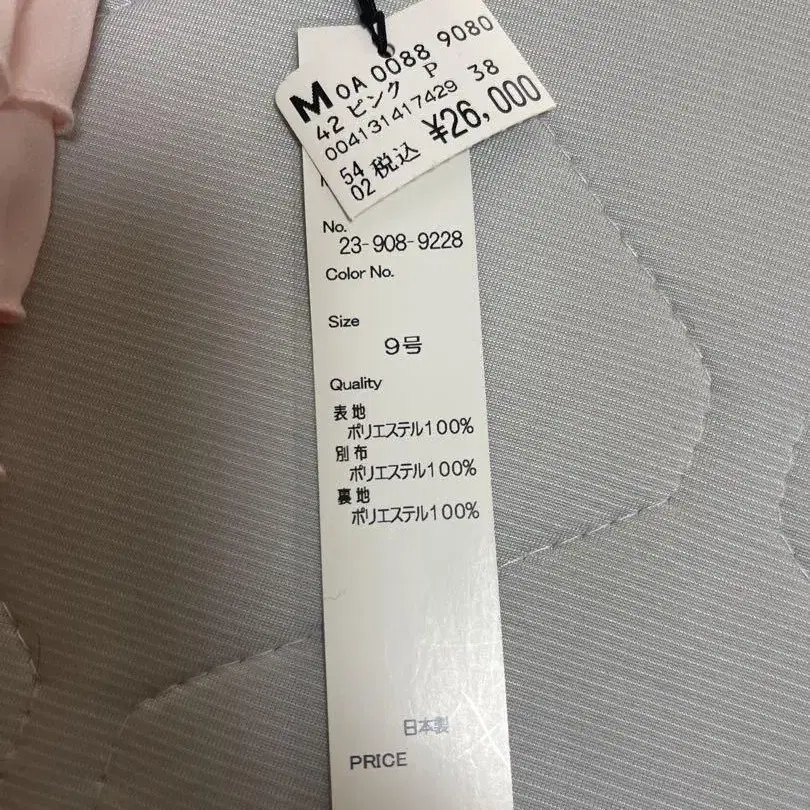 M OA 0088 9080
42 ピンク P
004131417429 38
54
02 税込 ¥26,000
No.
23-908-9228
Color No.
Size
9号
Quality
表地
ポリエステル100%
別布
ポリエステル100%
裏地
ポリエステル100%
日本製
PRICE